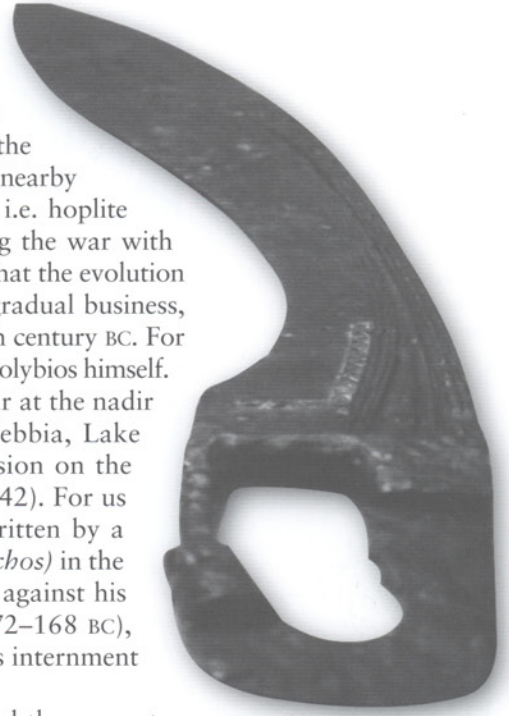 the
nearby
i.e. hoplite
g the war with
hat the evolution
gradual business,
h century BC. For
olybios himself.
r at the nadir
ebbia, Lake
sion on the
42). For us
ritten by a
chos) in the
against his
72–168 BC),
s internment